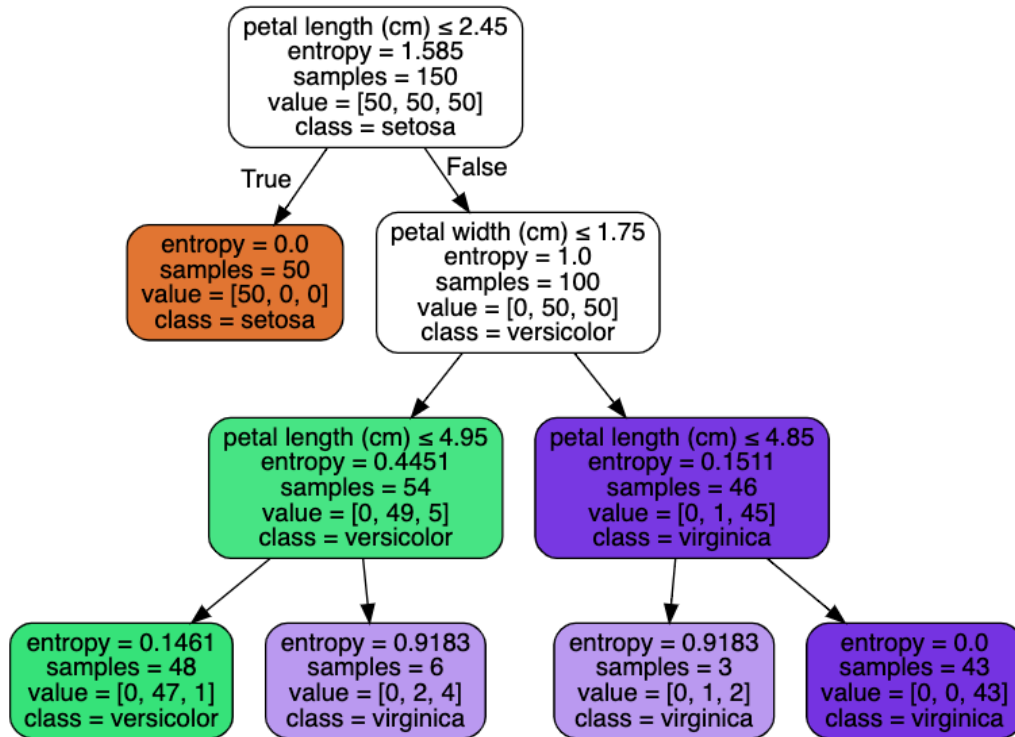 petal length (cm) ≤ 2.45
entropy = 1.585
samples = 150
value = [50, 50, 50]
class = setosa
True
False
entropy = 0.0
samples = 50
value = [50, 0, 0]
class = setosa
petal width (cm) ≤ 1.75
entropy = 1.0
samples = 100
value = [0, 50, 50]
class = versicolor
petal length (cm) ≤ 4.95
entropy = 0.4451
samples = 54
value = [0, 49, 5]
class = versicolor
petal length (cm) ≤ 4.85
entropy = 0.1511
samples = 46
value = [0, 1, 45]
class = virginica
entropy = 0.1461
samples = 48
value = [0, 47, 1]
class = versicolor
entropy = 0.9183
samples = 6
value = [0, 2, 4]
class = virginica
entropy = 0.9183
samples = 3
value = [0, 1, 2]
class = virginica
entropy = 0.0
samples = 43
value = [0, 0, 43]
class = virginica